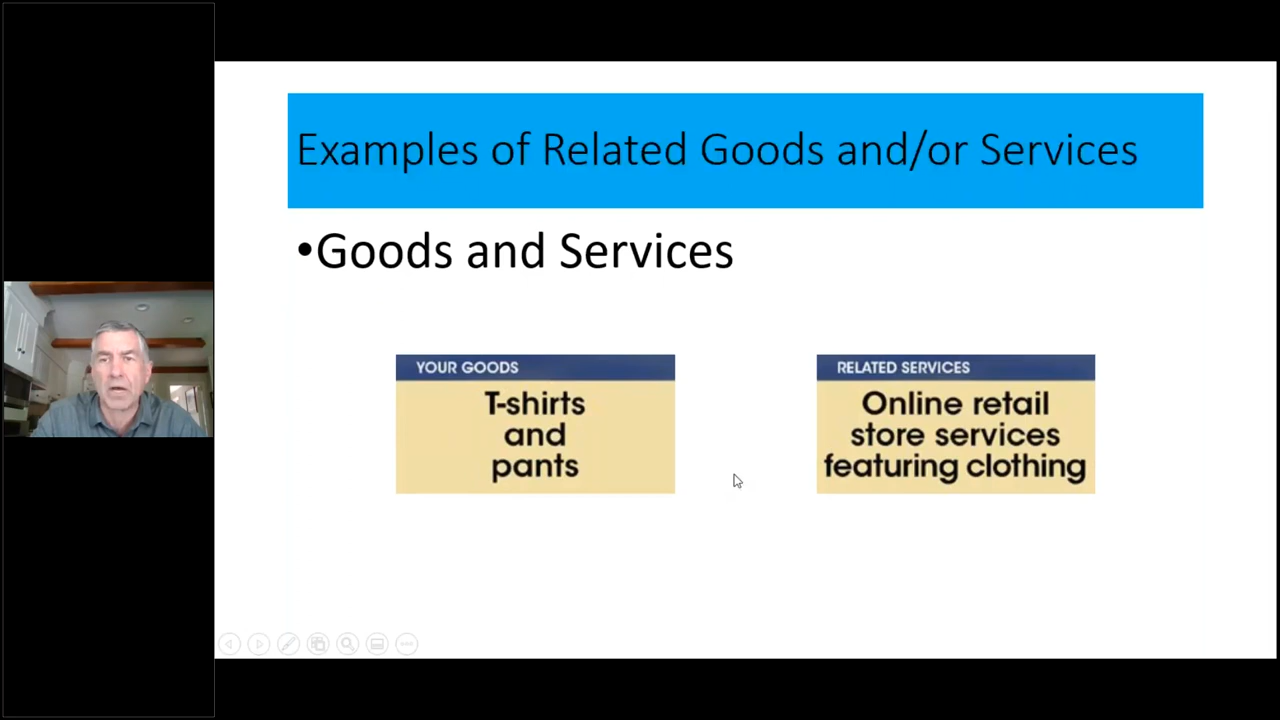 Examples of Related Goods and/or Services
•Goods and Services
YOUR GOODS
T-shirts
and
pants
RELATED SERVICES
Online retail
store services
featuring clothing